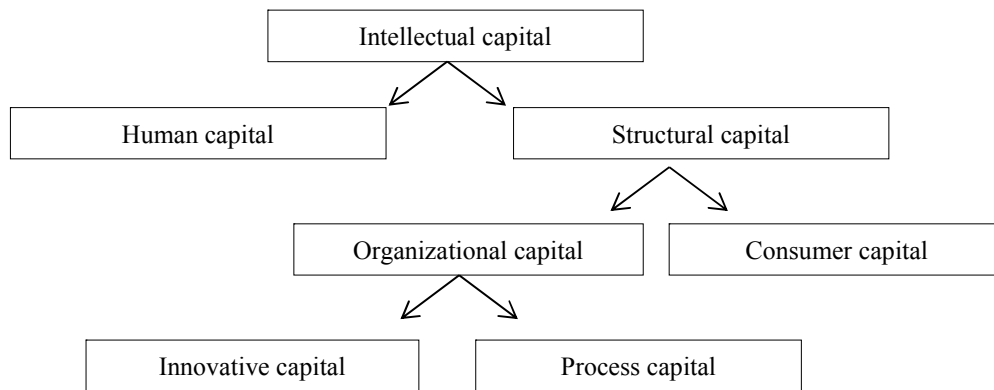 Intellectual capital
Human capital
Structural capital
Organizational capital
Consumer capital
Innovative capital
Process capital